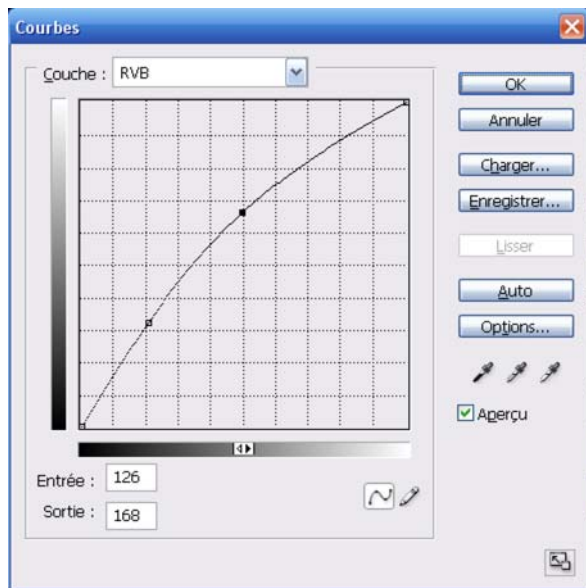 Courbes
Couche : RVB
OK
Annuler
Charger...
Enregistrer...
Lisser
Auto
Options...
Aperçu
Entrée : 126
Sortie : 168